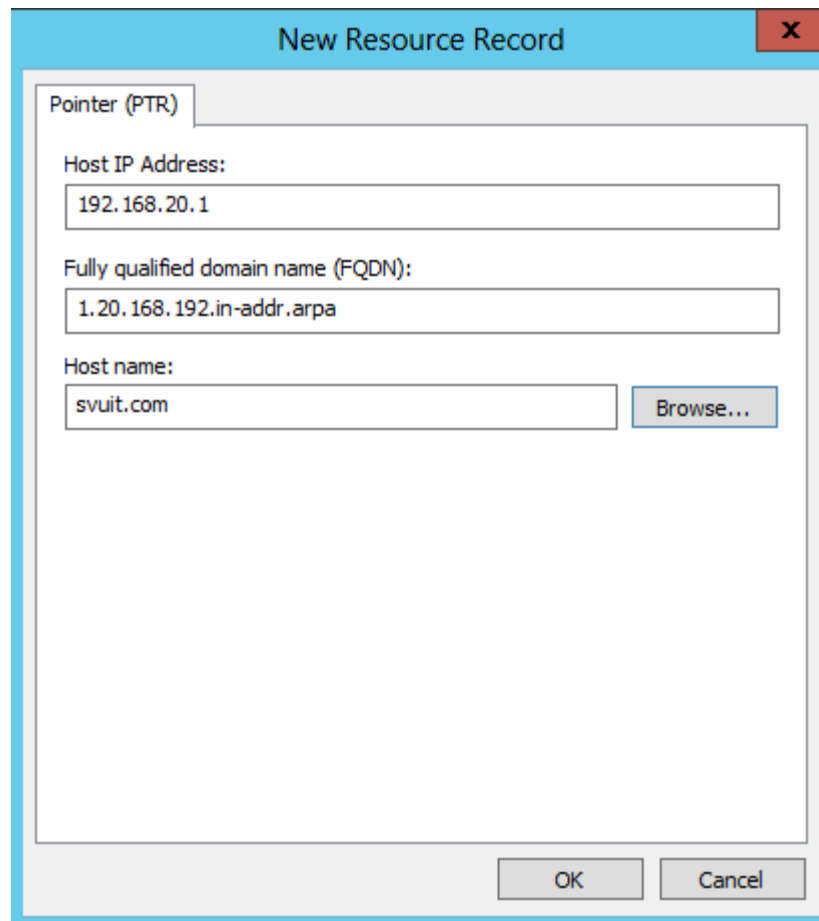 New Resource Record
x
Pointer (PTR)
Host IP Address:
192.168.20.1
Fully qualified domain name (FQDN):
1.20.168.192.in-addr.arpa
Host name:
svuit.com
Browse...
OK Cancel